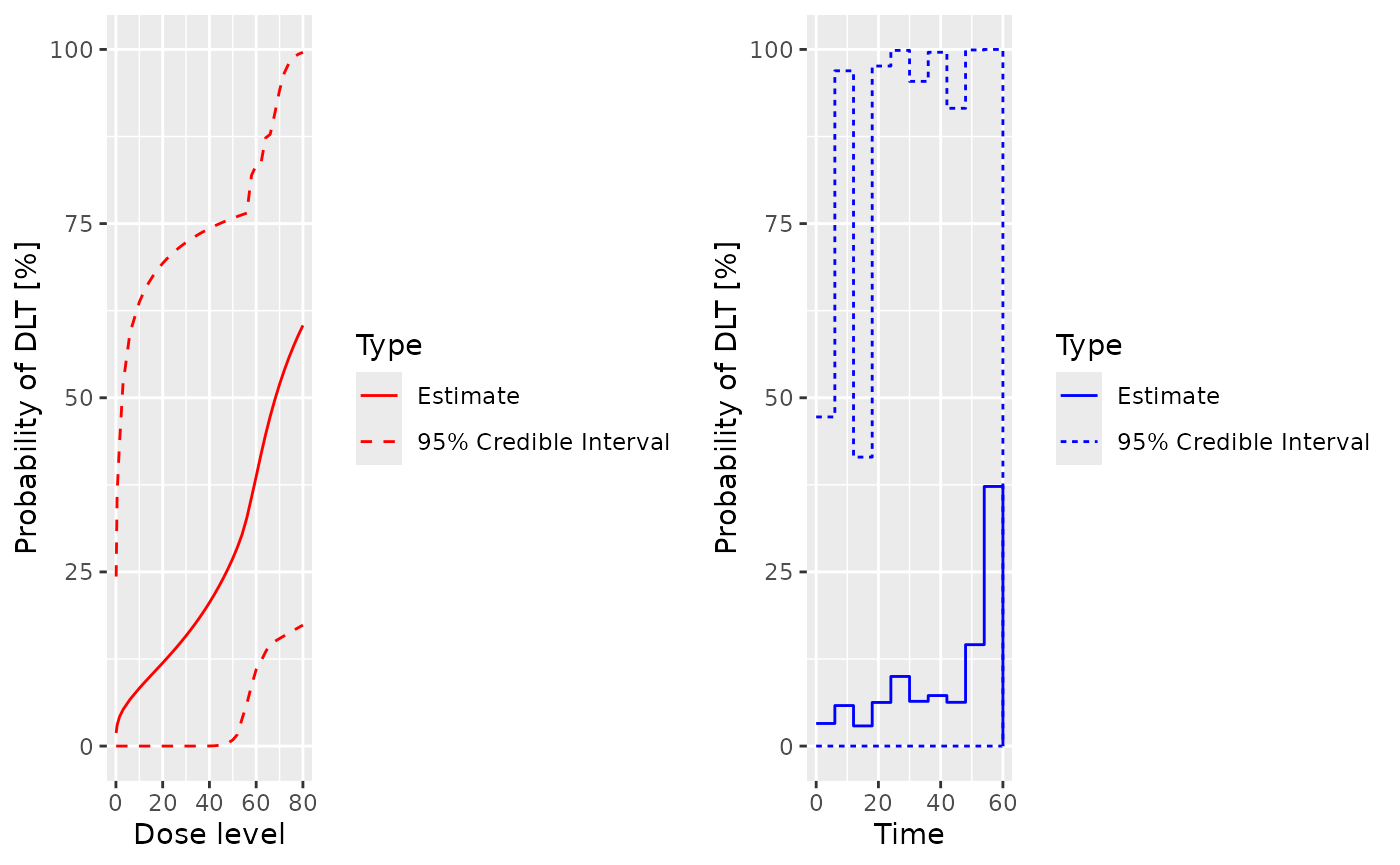 Probability of DLT [%]
100
75
50
25
0
0 20 40 60 80
Dose level
Type
Estimate
95% Credible Interval
Probability of DLT [%]
100
75
50
25
0
0 20 40 60
Time
Type
Estimate
95% Credible Interval